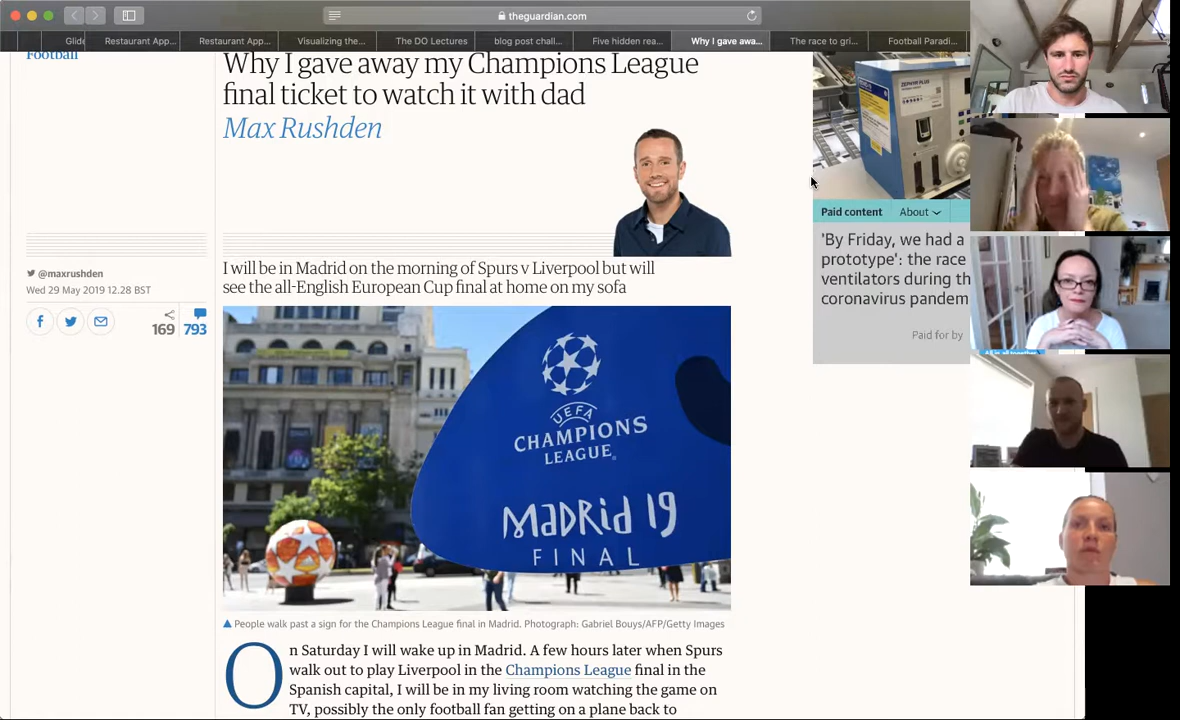 theguardian.com
Glide
Restaurant App...
Restaurant App...
Visualizing the...
The DO Lectures
blog post chall...
Five hidden rea...
Why I gave awa...
The race to gri...
Football Paradi...
Football
Why I gave away my Champions League
final ticket to watch it with dad
Max Rushden
@maxrushden
Wed 29 May 2019 12.28 BST
169
793
I will be in Madrid on the morning of Spurs v Liverpool but will
see the all-English European Cup final at home on my sofa
UEFA
CHAMPIONS
LEAGUE®
MADRID 19
FINAL
People walk past a sign for the Champions League final in Madrid. Photograph: Gabriel Bouys/AFP/Getty Images
On Saturday I will wake up in Madrid. A few hours later when Spurs
walk out to play Liverpool in the Champions League final in the
Spanish capital, I will be in my living room watching the game on
TV, possibly the only football fan getting on a plane back to
ZEPHYR PLUS
Paid content About
'By Friday, we had a
prototype': the race
ventilators during th
coronavirus pandem
Paid for by
All in all together